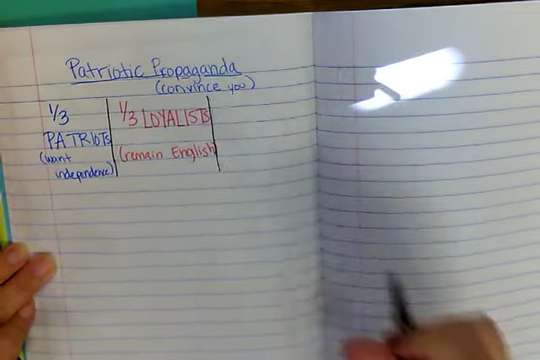 Patriotic Propaganda
(convince you)
1/3
PATRIOTS
(want
independence)
1/3 LOYALISTS
(remain English